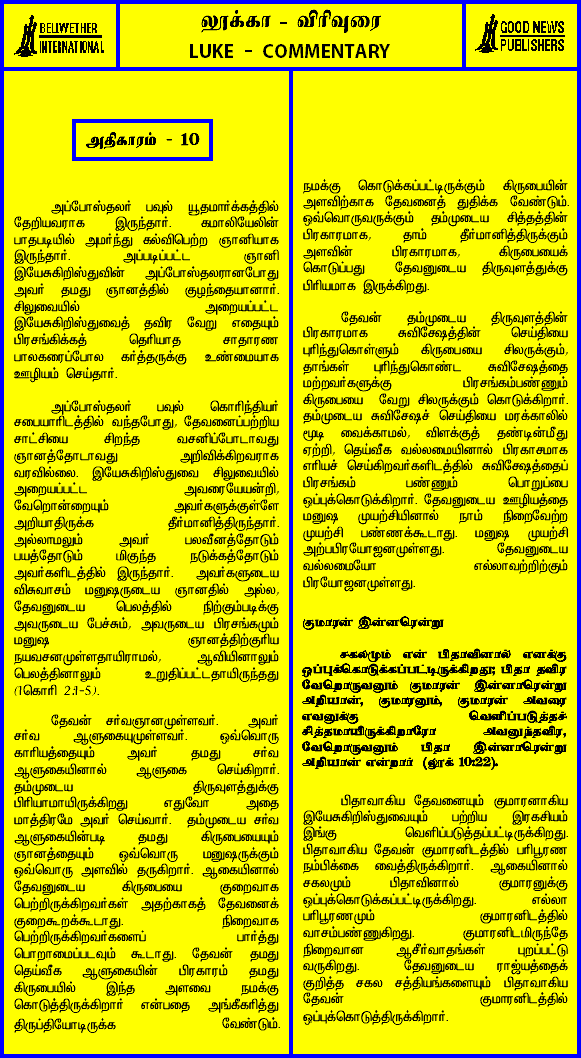 BELWETHER
INTERNATIONAL
லூக்கா - விரிவுரை
LUKE - COMMENTARY
GOOD NEWS
PUBLISHERS
அதிகாரம் - 10
அப்போஸ்தலர் பவுல் யூதமார்க்கத்தில்
தேறியவராக இருந்தார். கமாலியேலின்
பாதபடியில் அமர்ந்து கல்விபெற்ற ஞானியாக
இருந்தார். அப்படிப்பட்ட ஞானி
இயேசுகிறிஸ்துவின் அப்போஸ்தலரானபோது
அவர் தமது ஞானத்தில் குழந்தையானார்.
சிலுவையில் அறையப்பட்ட
இயேசுகிறிஸ்துவைத் தவிர வேறு எதையும்
பிரசங்கிக்கத் தெரியாத சாதாரண
பாலகரைப்போல கர்த்தருக்கு உண்மையாக
ஊழியம் செய்தார்.
அப்போஸ்தலர் பவுல் கொரிந்தியர்
சபையாரிடத்தில் வந்தபோது, தேவனைப்பற்றிய
சாட்சியை சிறந்த வசனிப்போடாவது
ஞானத்தோடாவது அறிவிக்கிறவராக
வரவில்லை. இயேசுகிறிஸ்துவை சிலுவையில்
அறையப்பட்ட அவரையேயன்றி,
வேறொன்றையும் அவர்களுக்குள்ளே
அறியாதிருக்க தீர்மானித்திருந்தார்.
அல்லாமலும் அவர் பலவீனத்தோடும்
பயத்தோடும் மிகுந்த நடுக்கத்தோடும்
அவர்களிடத்தில் இருந்தார். அவர்களுடைய
விசுவாசம் மனுஷருடைய ஞானதில் அல்ல,
தேவனுடைய பெலத்தில் நிற்கும்படிக்கு
அவருடைய பேச்சும், அவருடைய பிரசங்கமும்
மனுஷ ஞானத்திற்குரிய
நயவசனமுள்ளதாயிராமல், ஆவியினாலும்
பெலத்தினாலும் உறுதிப்பட்டதாயிருந்தது
(1கொரி 2:1-5).
தேவன் சர்வஞானமுள்ளவர். அவர்
சர்வ ஆளுகையுமுள்ளவர். ஒவ்வொரு
காரியத்தையும் அவர் தமது சர்வ
ஆளுகையினால் ஆளுகை செய்கிறார்.
தம்முடைய திருவுளத்துக்கு
பிரியாமாயிருக்கிறது எதுவோ அதை
மாத்திரமே அவர் செய்வார். தம்முடைய சர்வ
ஆளுகையின்படி தமது கிருபையையும்
ஞானத்தையும் ஒவ்வொரு மனுஷருக்கும்
ஒவ்வொரு அளவில் தருகிறார். ஆகையினால்
தேவனுடைய கிருபையை குறைவாக
பெற்றிருக்கிறவர்கள் அதற்காகத் தேவனைக்
குறைகூறக்கூடாது. நிறைவாக
பெற்றிருக்கிறவர்களைப் பார்த்து
பொறாமைப்படவும் கூடாது. தேவன் தமது
தெய்வீக ஆளுகையின் பிரகாரம் தமது
கிருபையில் இந்த அளவை நமக்கு
கொடுத்திருக்கிறார் என்பதை அங்கீகரித்து
திருப்தியோடிருக்க வேண்டும்.
நமக்கு கொடுக்கப்பட்டிருக்கும் கிருபையின்
அளவிற்காக தேவனைத் துதிக்க வேண்டும்.
ஒவ்வொருவருக்கும் தம்முடைய சித்தத்தின்
பிரகாரமாக, தாம் தீர்மானித்திருக்கும்
அளவின் பிரகாரமாக, கிருபையைக்
கொடுப்பது தேவனுடைய திருவுளத்துக்கு
பிரியமாக இருக்கிறது.
தேவன் தம்முடைய திருவுளத்தின்
பிரகாரமாக சுவிசேஷத்தின் செய்தியை
புரிந்துகொள்ளும் கிருபையை சிலருக்கும்,
தாங்கள் புரிந்துகொண்ட சுவிசேஷத்தை
மற்றவர்களுக்கு பிரசங்கம்பண்ணும்
கிருபையை வேறு சிலருக்கும் கொடுக்கிறார்.
தம்முடைய சுவிசேஷச் செய்தியை மரக்காலில்
மூடி வைக்காமல், விளக்குத் தண்டின்மீது
ஏற்றி, தெய்வீக வல்லமையினால் பிரகாசமாக
எரியச் செய்கிறவர்களிடத்தில் சுவிசேஷத்தைப்
பிரசங்கம் பண்ணும் பொறுப்பை
ஒப்புக்கொடுக்கிறார். தேவனுடைய ஊழியத்தை
மனுஷ முயற்சியினால் நாம் நிறைவேற்ற
முயற்சி பண்ணக்கூடாது. மனுஷ முயற்சி
அற்பபிரயோஜனமுள்ளது. தேவனுடைய
வல்லமையோ எல்லாவற்றிற்கும்
பிரயோஜனமுள்ளது.
குமாரன் இன்னாரென்று
சகலமும் என் பிதாவினால் எனக்கு
ஒப்புக்கொடுக்கப்பட்டிருக்கிறது; பிதா தவிர
வேறொருவனும் குமாரன் இன்னாரென்று
அறியான், குமாரனும், குமாரன் அவரை
எவனுக்கு வெளிப்படுத்தச்
சித்தமாயிருக்கிறாரோ அவனுந்தவிர,
வேறொருவனும் பிதா இன்னாரென்று
அறியான் என்றார் (லூக் 10:22).
பிதாவாகிய தேவனையும் குமாரனாகிய
இயேசுகிறிஸ்துவையும் பற்றிய இரகசியம்
இங்கு வெளிப்படுத்தப்பட்டிருக்கிறது.
பிதாவாகிய தேவன் குமாரனிடத்தில் பரிபூரண
நம்பிக்கை வைத்திருக்கிறார். ஆகையினால்
சகலமும் பிதாவினால் குமாரனுக்கு
ஒப்புக்கொடுக்கப்பட்டிருக்கிறது. எல்லா
பரிபூரணமும் குமாரனிடத்தில்
வாசம்பண்ணுகிறது. குமாரனிடமிருந்தே
நிறைவான ஆசீர்வாதங்கள் புறப்பட்டு
வருகிறது. தேவனுடைய ராஜ்யத்தைக்
குறித்த சகல சத்தியங்களையும் பிதாவாகிய
தேவன் குமாரனிடத்தில்
ஒப்புக்கொடுத்திருக்கிறார்.